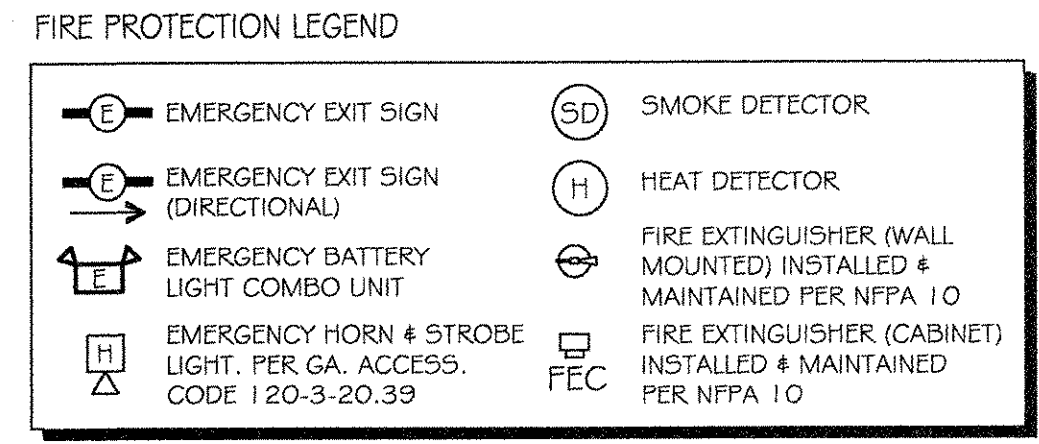 FIRE PROTECTION LEGEND
E EMERGENCY EXIT SIGN
E EMERGENCY EXIT SIGN
(DIRECTIONAL)
E EMERGENCY BATTERY
LIGHT COMBO UNIT
H EMERGENCY HORN & STROBE
LIGHT. PER GA. ACCESS.
CODE 120-3-20.39
SD SMOKE DETECTOR
H HEAT DETECTOR
FIRE EXTINGUISHER (WALL
MOUNTED) INSTALLED &
MAINTAINED PER NFPA 10
FEC FIRE EXTINGUISHER (CABINET)
INSTALLED & MAINTAINED
PER NFPA 10